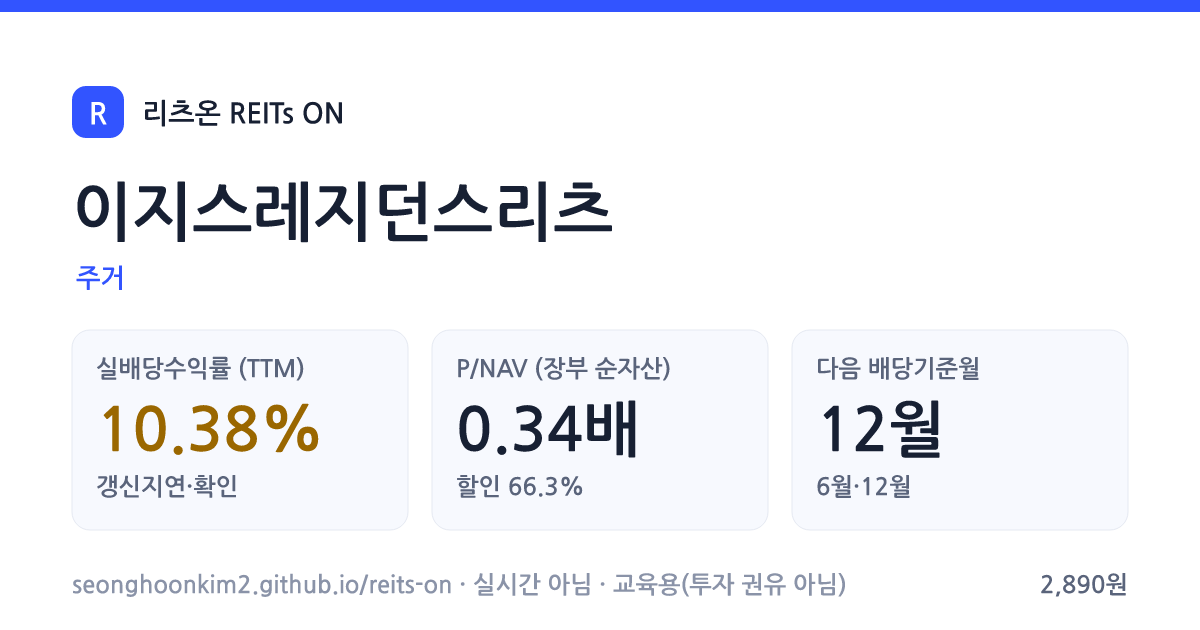 R 리츠온 REITs ON
이지스레지던스리츠
주거
실배당수익률 (TTM)
10.38%
갱신지연·확인
P/NAV (장부 순자산)
0.34배
할인 66.3%
다음 배당기준월
12월
6월·12월
seonghoonkim2.github.io/reits-on · 실시간 아님 · 교육용(투자 권유 아님)
2,890원